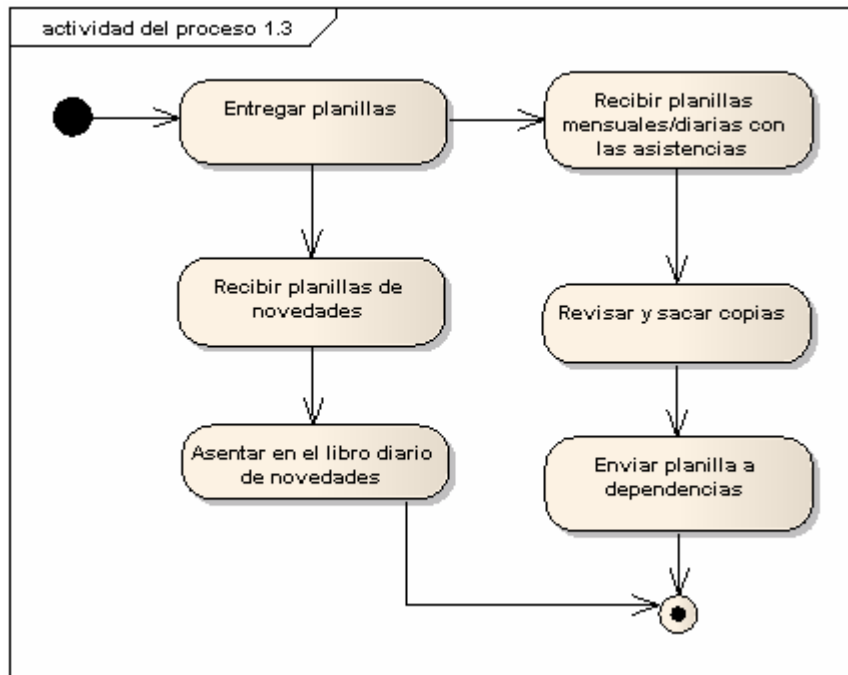 actividad del proceso 1.3
Entregar planillas
Recibir planillas
mensuales/diarias con
las asistencias
Recibir planillas de
novedades
Revisar y sacar copias
Asentar en el libro diario
de novedades
Enviar planilla a
dependencias